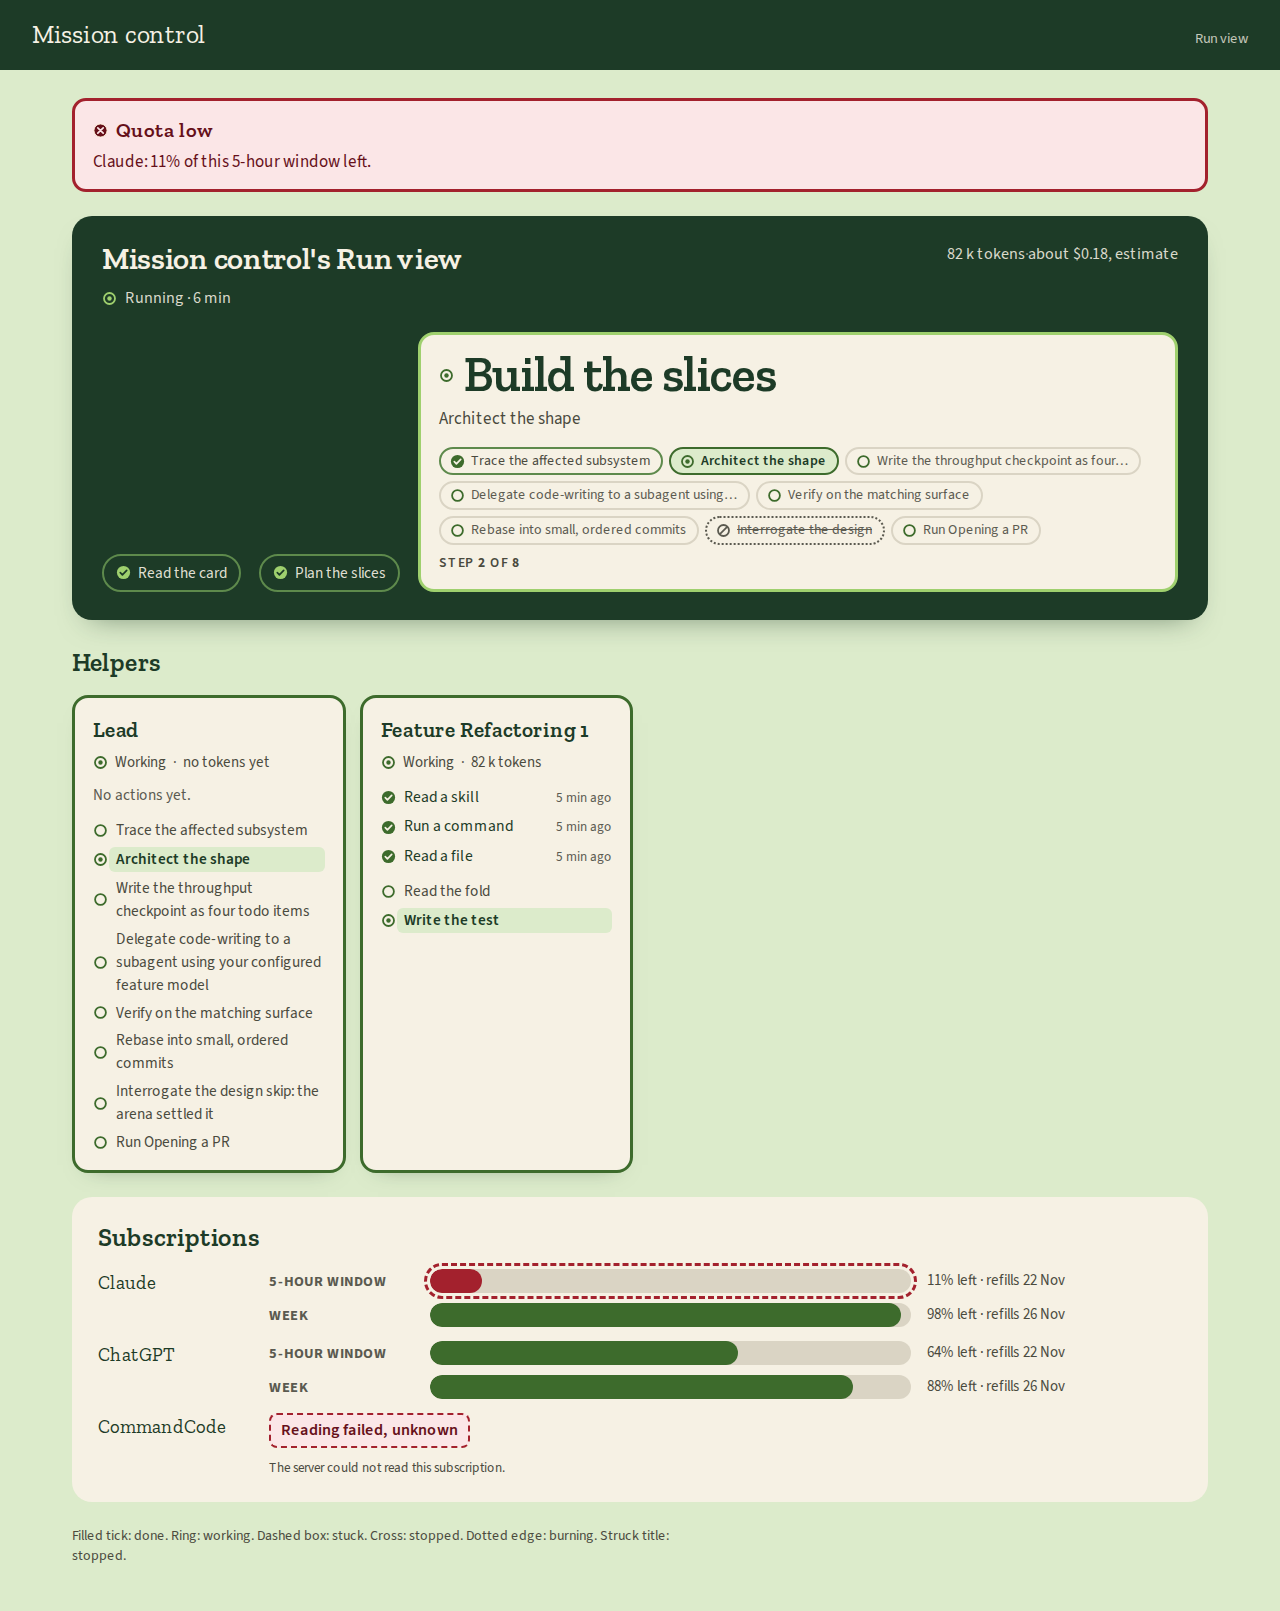 Mission control
Run view
Quota low
Claude: 11% of this 5-hour window left.
Mission control's Run view
82 k tokens·about $0.18, estimate
Running · 6 min
Build the slices
Architect the shape
Trace the affected subsystem
Architect the shape
Write the throughput checkpoint as four…
Delegate code-writing to a subagent using…
Verify on the matching surface
Rebase into small, ordered commits
Interrogate the design
Run Opening a PR
STEP 2 OF 8
Read the card
Plan the slices
Helpers
Lead
Working · no tokens yet
No actions yet.
Trace the affected subsystem
Architect the shape
Write the throughput
checkpoint as four todo items
Delegate code-writing to a
subagent using your configured
feature model
Verify on the matching surface
Rebase into small, ordered
commits
Interrogate the design skip: the
arena settled it
Run Opening a PR
Feature Refactoring 1
Working · 82 k tokens
Read a skill 5 min ago
Run a command 5 min ago
Read a file 5 min ago
Read the fold
Write the test
Subscriptions
Claude
5-HOUR WINDOW
11% left · refills 22 Nov
WEEK
98% left · refills 26 Nov
ChatGPT
5-HOUR WINDOW
64% left · refills 22 Nov
WEEK
88% left · refills 26 Nov
CommandCode
Reading failed, unknown
The server could not read this subscription.
Filled tick: done. Ring: working. Dashed box: stuck. Cross: stopped. Dotted edge: burning. Struck title:
stopped.